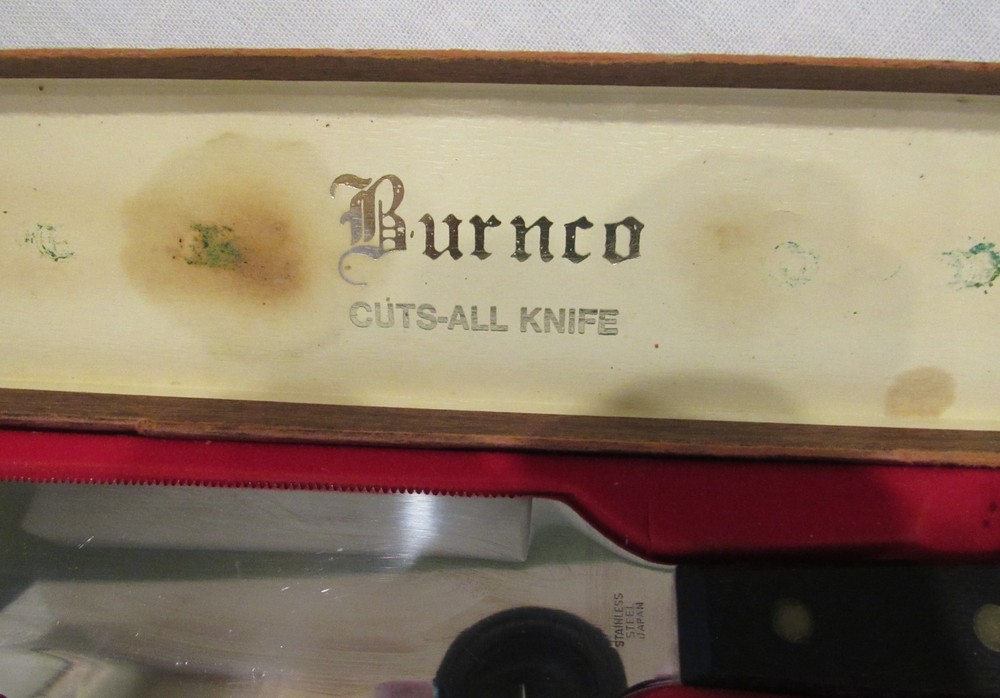 Burnco
CUTS-ALL KNIFE
STAINLESS
STEEL
JAPAN